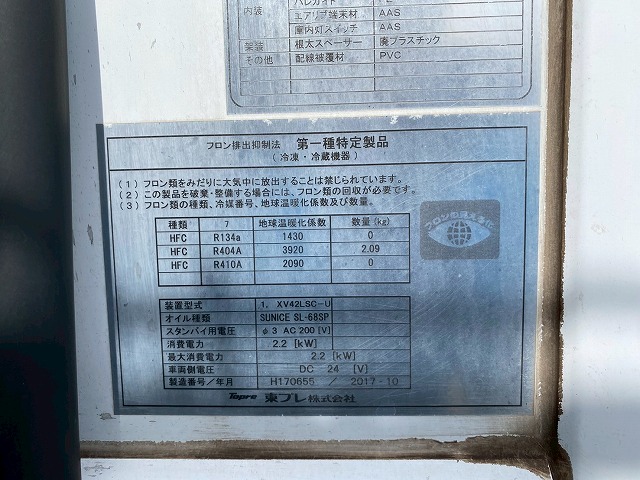 内装
エアリブ端末材 AAS
庫内灯スイッチ AAS
架装 根太スペーサー 廃プラスチック
その他 配線被覆材 PVC
フロン排出抑制法 第一種特定製品
(冷凍・冷蔵機器)
(1) フロン類をみだりに大気中に放出することは禁じられています。
(2) この製品を破棄・整備する場合には、フロン類の回収が必要です。
(3) フロン類の種類、冷媒番号、地球温暖化係数及び数量。
フロンの見える化
種類 7 地球温暖化係数 数量(kg)
HFC R134a 1430 0
HFC R404A 3920 2.09
HFC R410A 2090 0
装置型式 1. XV42LSC-U
オイル種類 SUNICE SL-68SP
スタンバイ用電圧 φ3 AC200 [V]
消費電力 2.2 [kW]
最大消費電力 2.2 [kW]
車両側電圧 DC 24 [V]
製造番号/年月 H170655 / 2017-10
Topre 東プレ株式会社